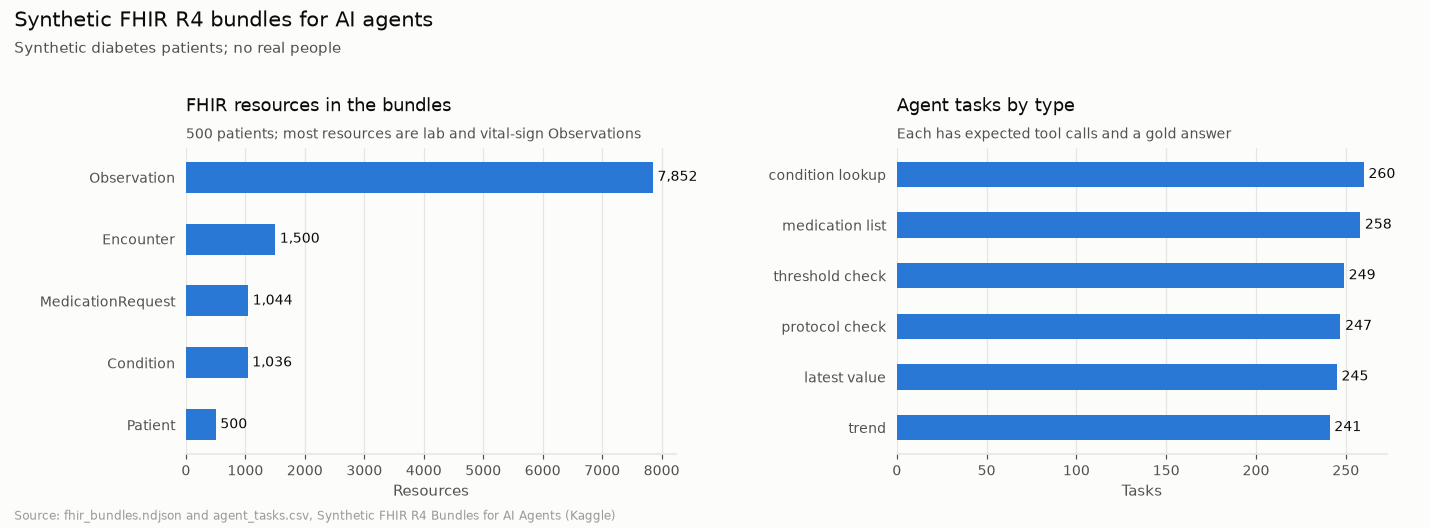 Synthetic FHIR R4 bundles for AI agents
Synthetic diabetes patients; no real people
FHIR resources in the bundles
500 patients; most resources are lab and vital-sign Observations
Observation 7,852
Encounter 1,500
MedicationRequest 1,044
Condition 1,036
Patient 500
0 1000 2000 3000 4000 5000 6000 7000 8000
Resources
Agent tasks by type
Each has expected tool calls and a gold answer
condition lookup 260
medication list 258
threshold check 249
protocol check 247
latest value 245
trend 241
0 50 100 150 200 250
Tasks
Source: fhir_bundles.ndjson and agent_tasks.csv, Synthetic FHIR R4 Bundles for AI Agents (Kaggle)